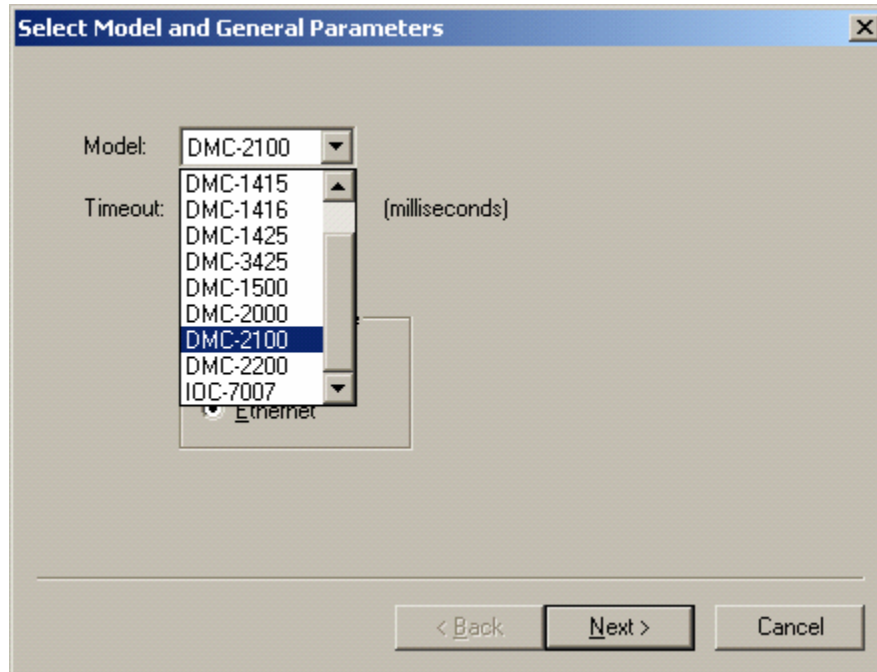 Select Model and General Parameters
Model: DMC-2100
DMC-1415
Timeout: DMC-1416 (milliseconds)
DMC-1425
DMC-3425
DMC-1500
DMC-2000
DMC-2100
DMC-2200
IOC-7007
Ethernet
< Back Next > Cancel